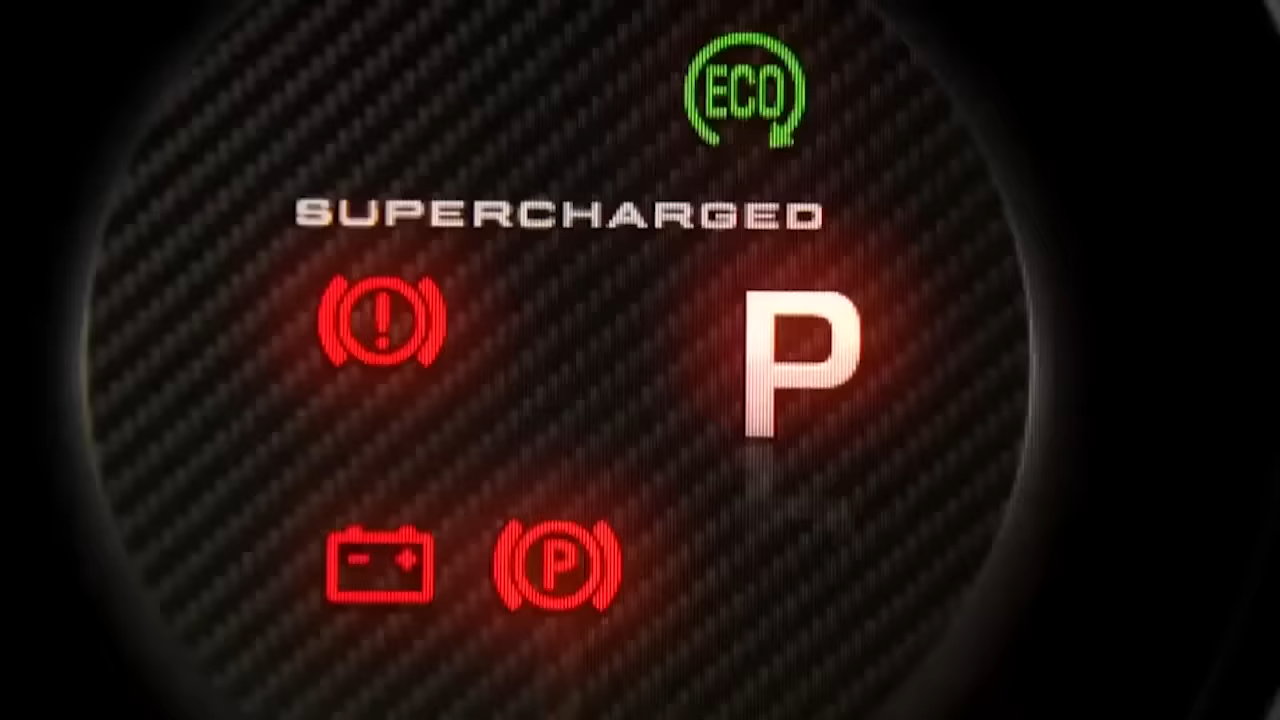 ECO
SUPERCHARGED
!
P
- +
P